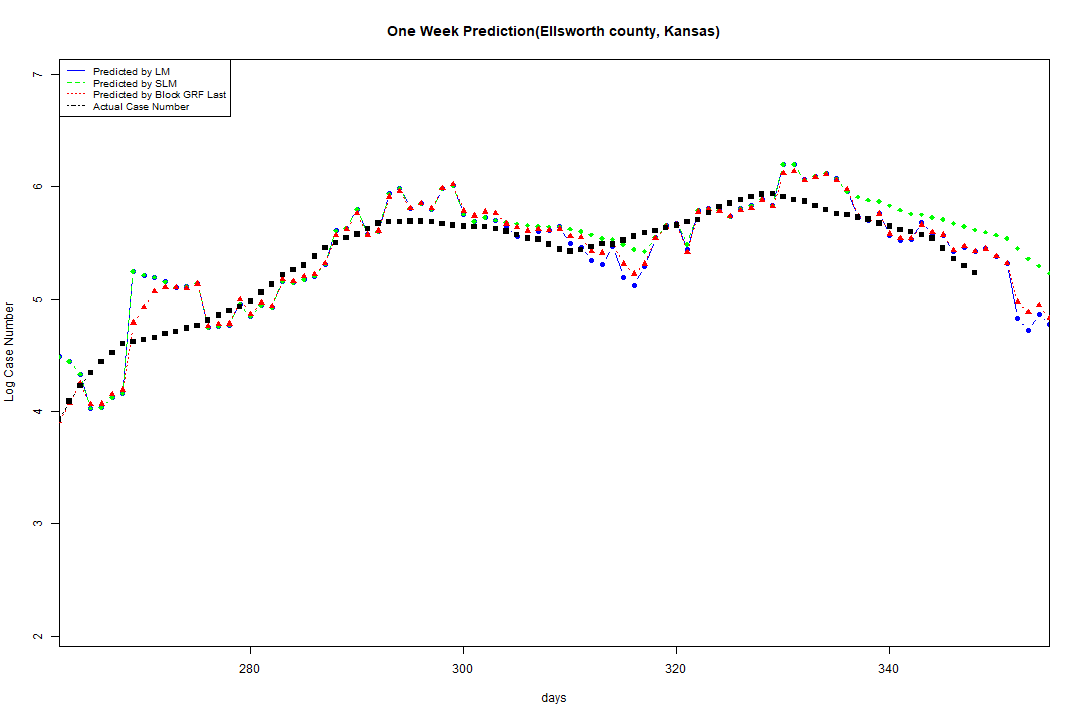 One Week Prediction(Ellsworth county, Kansas)
Predicted by LM
Predicted by SLM
Predicted by Block GRF Last
Actual Case Number
7
6
5
4
3
2
Log Case Number
280 300 320 340
days